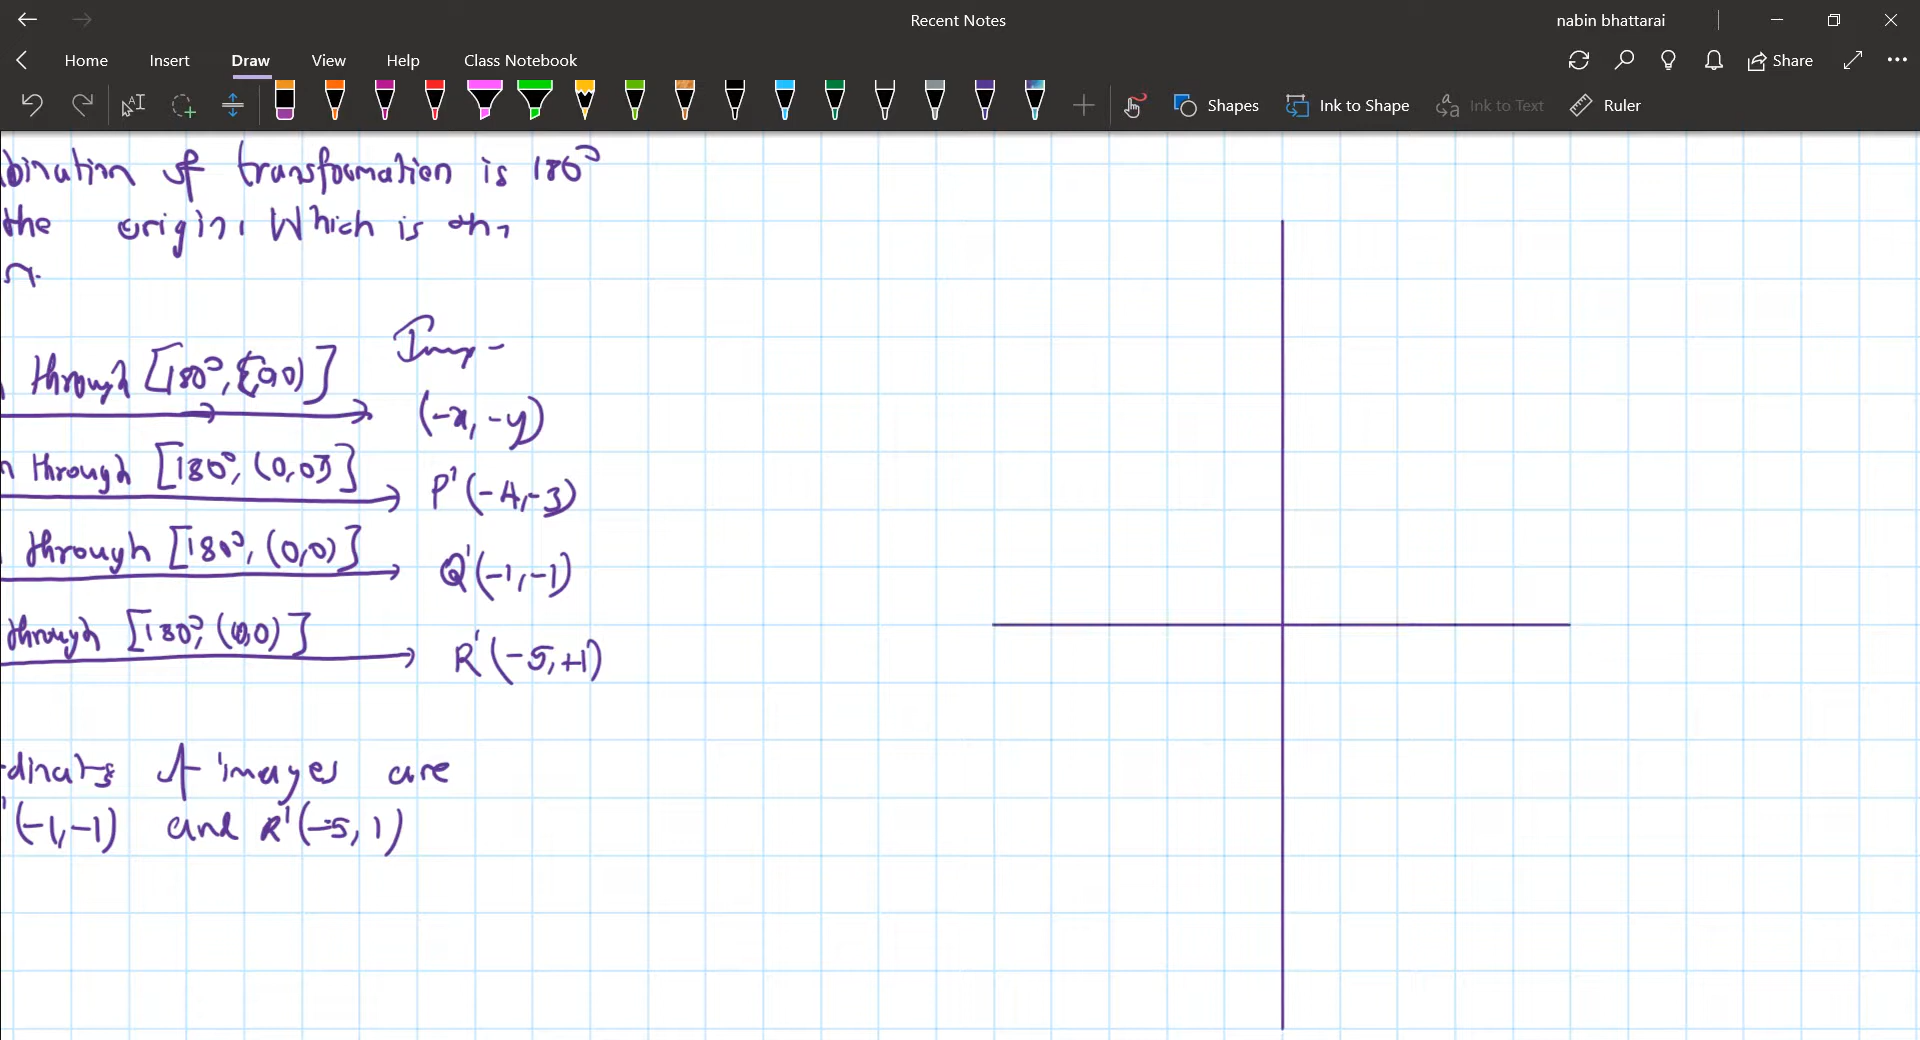 Recent Notes
nabin bhattarai
Home Insert Draw View Help Class Notebook
Share
Shapes Ink to Shape Ink to Text Ruler
bination of transformation is 180°
the origin. Which is
through [180°, (0,0)]
(-x, -y)
n through [180°, (0,0)] P'(-4,-3)
through [180°, (0,0)] Q'(-1,-1)
through [180°, (0,0)] R'(-5,+1)
dinates of images are
'(-1,-1) and R'(-5, 1)